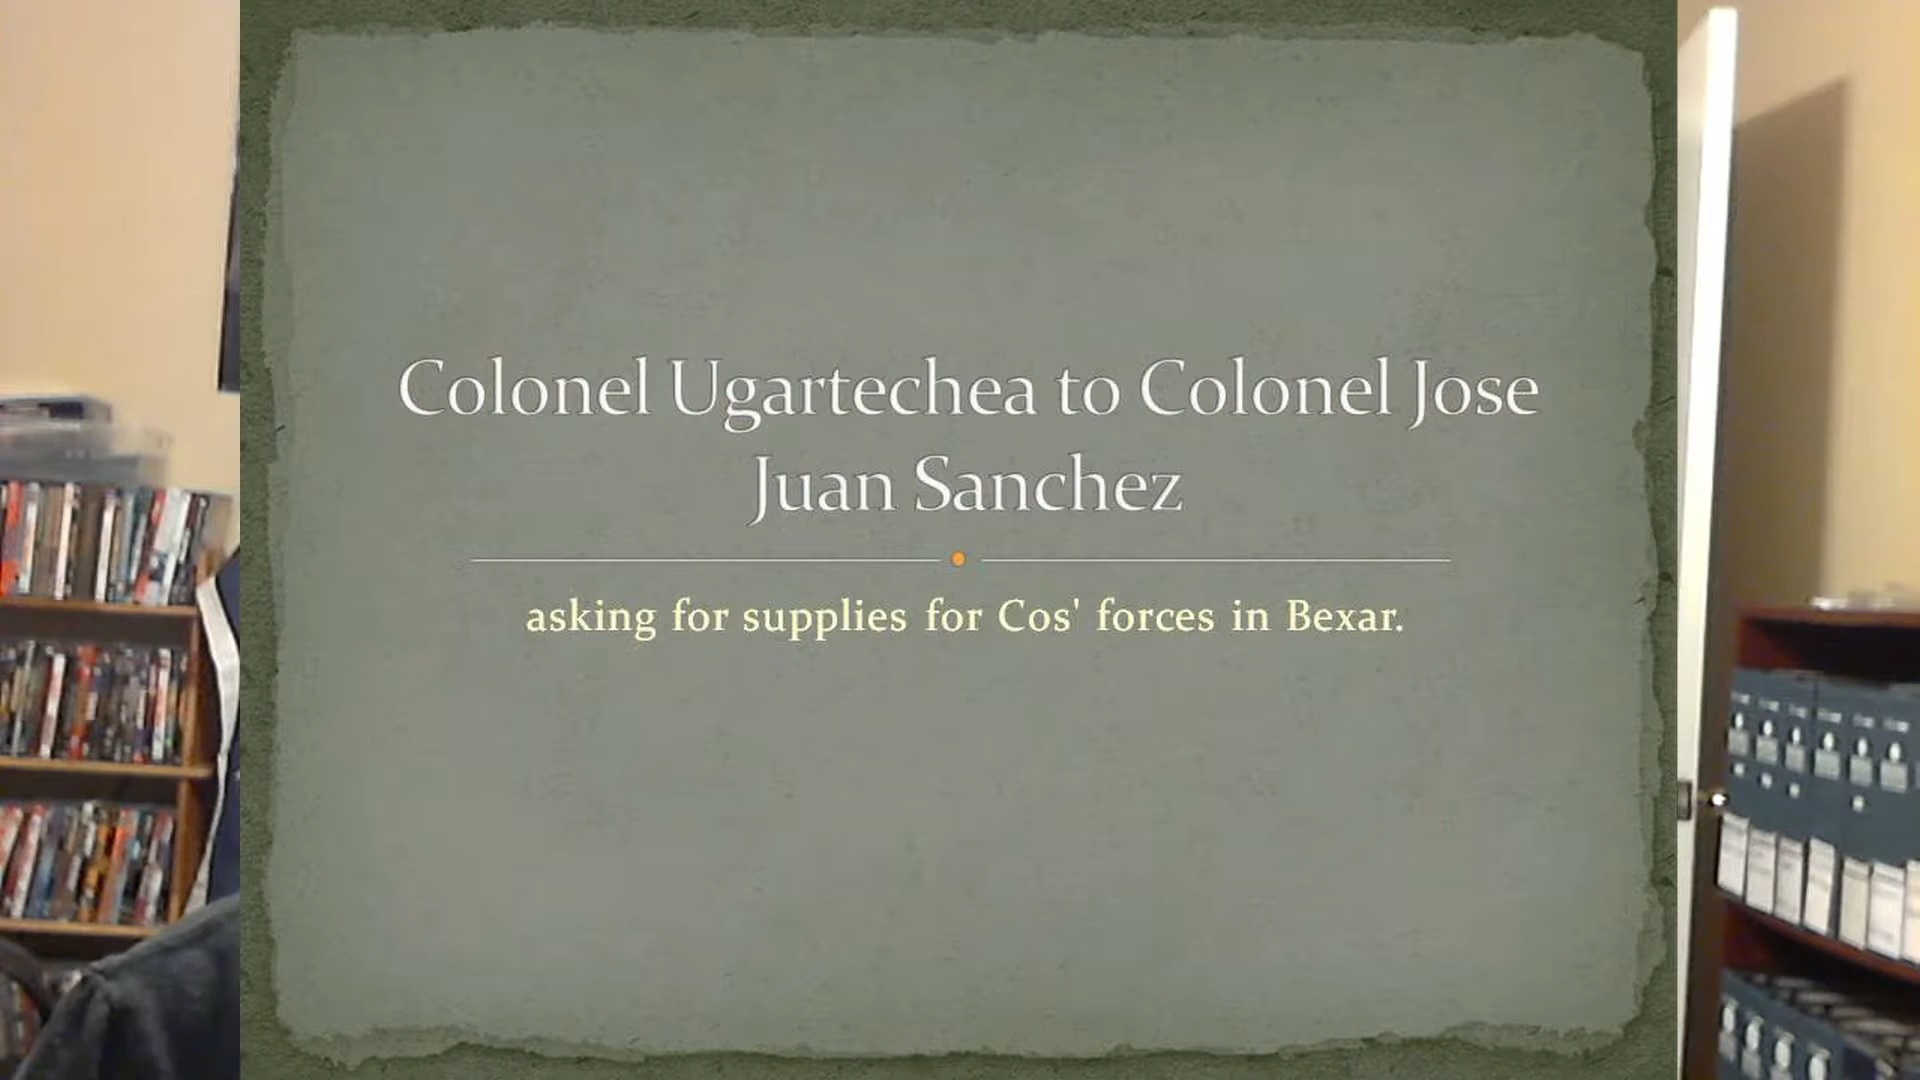 Colonel Ugartechea to Colonel Jose
Juan Sanchez
asking for supplies for Cos' forces in Bexar.